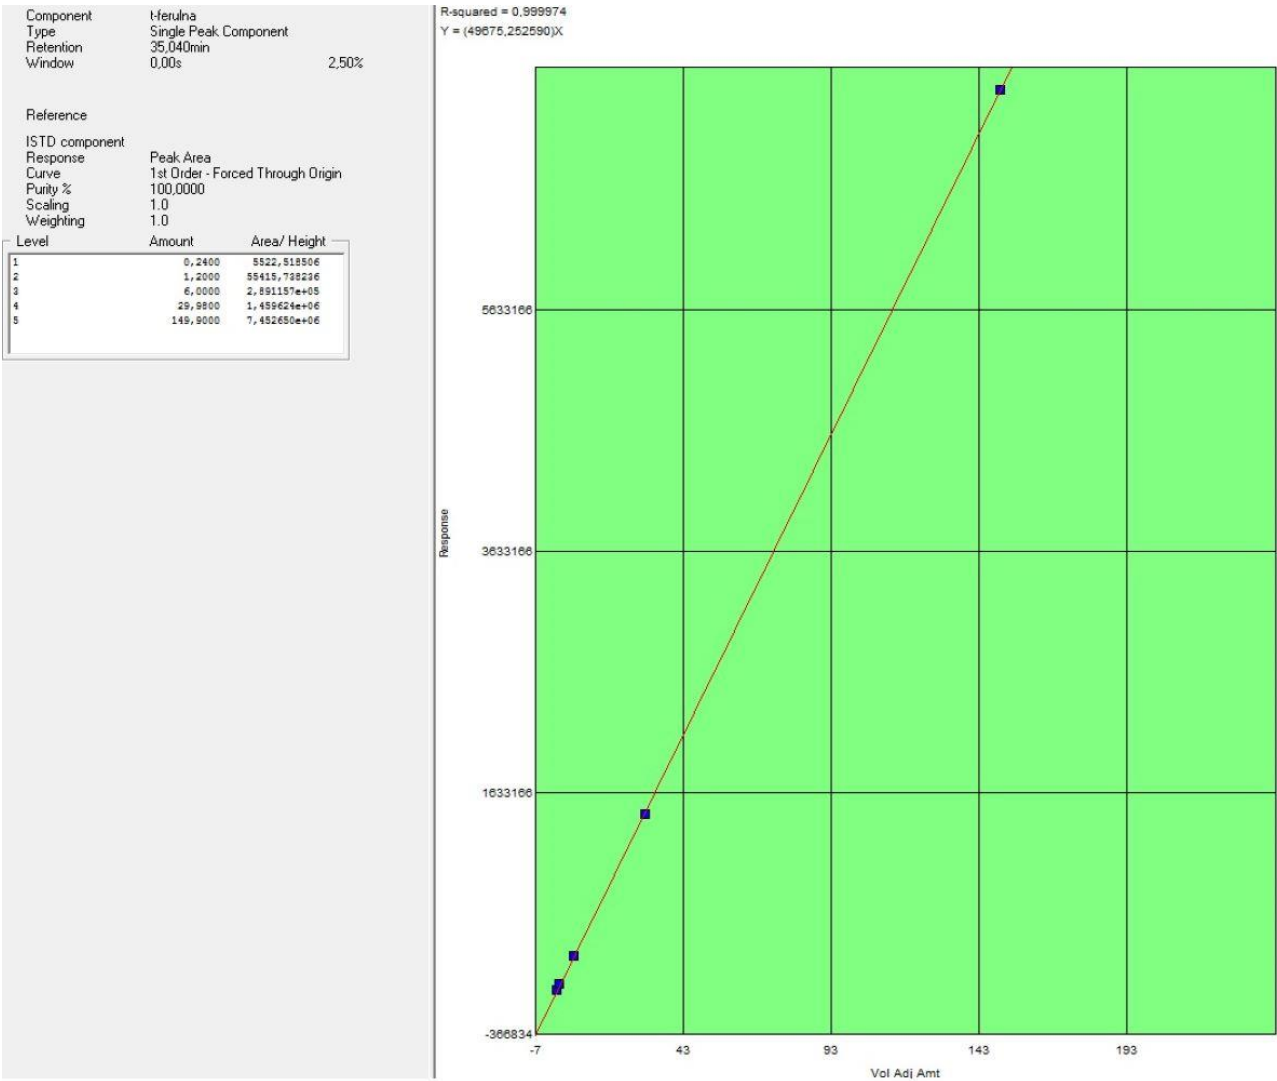 Component t-ferulna
Type Single Peak Component
Retention 35,040min
Window 0,00s 2,50%
Reference
ISTD component
Response Peak Area
Curve 1st Order - Forced Through Origin
Purity % 100,0000
Scaling 1.0
Weighting 1.0
Level Amount Area/ Height
1 0,2400 5522,518506
2 1,2000 55415,738236
3 6,0000 2,891157e+05
4 29,9800 1,459624e+06
5 149,9000 7,452650e+06
R-squared = 0,999974
Y = (49675,252590)X
Response
5633166
3633166
1633166
-366834
-7 43 93 143 193
Vol Adj Amt